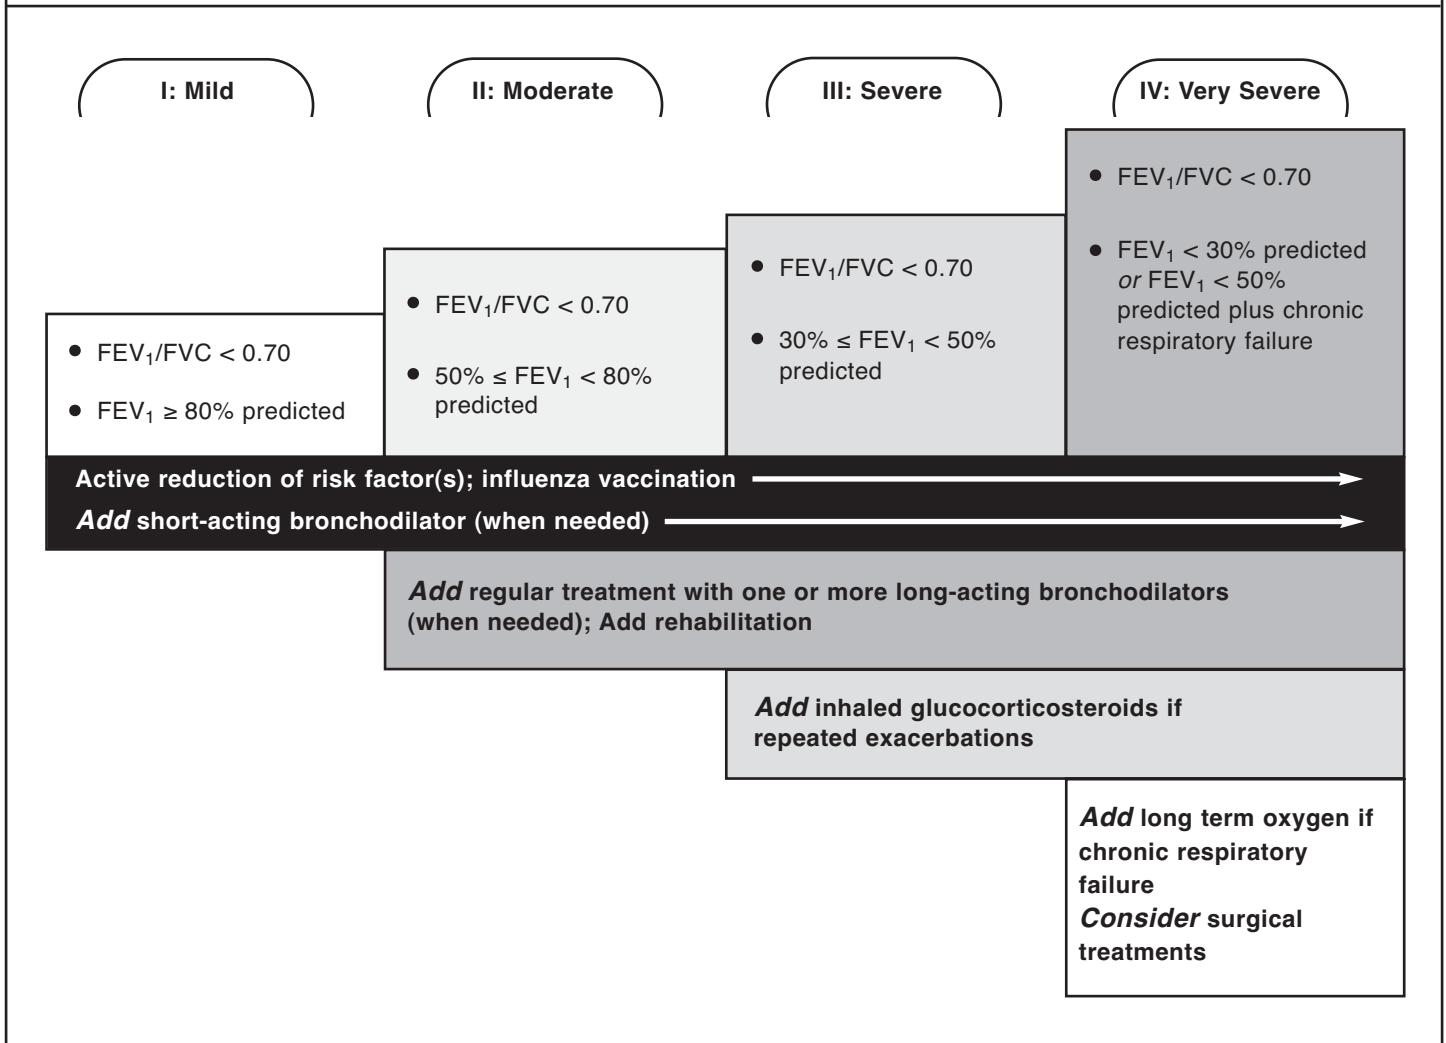 I: Mild
II: Moderate
III: Severe
IV: Very Severe
● FEV₁/FVC < 0.70
● FEV₁ ≥ 80% predicted
● FEV₁/FVC < 0.70
● 50% ≤ FEV₁ < 80%
predicted
● FEV₁/FVC < 0.70
● 30% ≤ FEV₁ < 50%
predicted
● FEV₁/FVC < 0.70
● FEV₁ < 30% predicted
or FEV₁ < 50%
predicted plus chronic
respiratory failure
Active reduction of risk factor(s); influenza vaccination
Add short-acting bronchodilator (when needed)
Add regular treatment with one or more long-acting bronchodilators
(when needed); Add rehabilitation
Add inhaled glucocorticosteroids if
repeated exacerbations
Add long term oxygen if
chronic respiratory
failure
Consider surgical
treatments